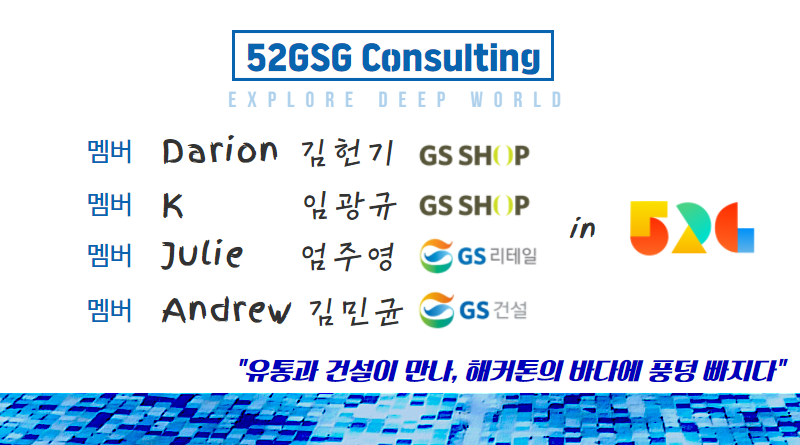 52GSG Consulting
EXPLORE DEEP WORLD
멤버 Darion 김헌기 GS SHOP
멤버 K 임광규 GS SHOP
멤버 Julie 엄주영 GS 리테일
in 52G
멤버 Andrew 김민균 GS 건설
"유통과 건설이 만나, 해커톤의 바다에 풍덩 빠지다"